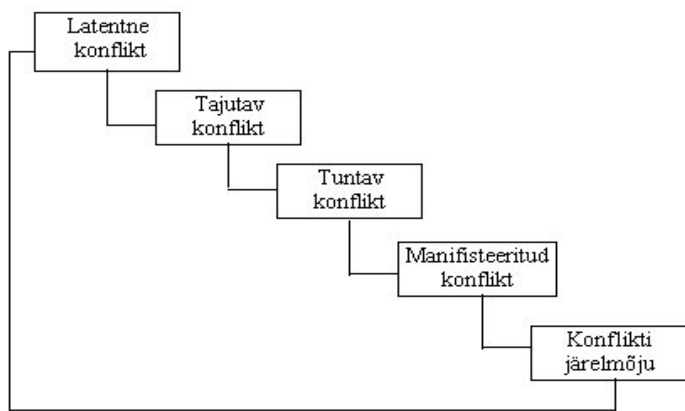 Latentne
konflikt
Tajutav
konflikt
Tuntav
konflikt
Manifisteeritud
konflikt
Konflikti
järelmõju